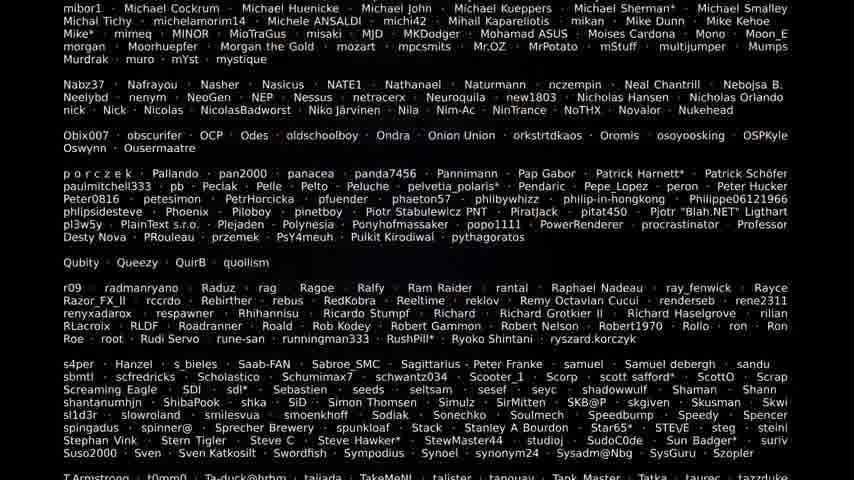 mibor1 · Michael Cockrum · Michael Huenicke · Michael John · Michael Kueppers · Michael Sherman* · Michael Smalley
Michal Tichy · michelamorim14 · Michele ANSALDI · michi42 · Mihail Kapareliotis · mikan · Mike Dunn · Mike Kehoe
Mike* · mimeq · MINOR · MioTraGus · misaki · MJD · MKDodger · Mohamad ASUS · Moises Cardona · Mono · Moon_E
morgan · Moorhuepfer · Morgan the Gold · mozart · mpcsmits · Mr.OZ · MrPotato · mStuff · multijumper · Mumps
Murdrak · muro · mYst · mystique
Nabz37 · Nafrayou · Nasher · Nasicus · NATE1 · Nathanael · Naturmann · nczempin · Neal Chantrill · Nebojsa B.
Neelybd · nenym · NeoGen · NEP · Nessus · netracerx · Neuroquila · new1803 · Nicholas Hansen · Nicholas Orlando
nick · Nick · Nicolas · NicolasBadworst · Niko Järvinen · Nila · Nim-Ac · NinTrance · NoTHX · Novalor · Nukehead
Obix007 · obscurifer · OCP · Odes · oldschoolboy · Ondra · Onion Union · orkstrtdkaos · Oromis · osoyoosking · OSPKyle
Oswynn · Ousermaatre
p o r c z e k · Pallando · pan2000 · panacea · panda7456 · Pannimann · Pap Gabor · Patrick Harnett* · Patrick Schöfer
paulmitchell333 · pb · Peclak · Pelle · Pelto · Peluche · pelvetia_polaris* · Pendaric · Pepe_Lopez · peron · Peter Hucker
Peter0816 · petesimon · PetrHorcicka · pfuender · phaeton57 · philbywhizz · philip-in-hongkong · Philippe06121966
phlipsidesteve · Phoenix · Piloboy · pinetboy · Piotr Stabulewicz PNT · PiratJack · pitat450 · Pjotr "Blah.NET" Ligthart
pl3w5y · PlainText s.r.o. · Plejaden · Polynesia · Ponyhofmassaker · popo1111 · PowerRenderer · procrastinator · Professor
Desty Nova · PRouleau · przemek · PsY4meuh · Pulkit Kirodiwal · pythagoratos
Qubity · Queezy · QuirB · quollism
r09 · radmanryano · Raduz · rag · Ragoe · Ralfy · Ram Raider · rantal · Raphael Nadeau · ray_fenwick · Rayce
Razor_FX_II · rccrdo · Rebirther · rebus · RedKobra · Reeltime · reklov · Remy Octavian Cucui · renderseb · rene2311
renyxadarox · respawner · Rhihannisu · Ricardo Stumpf · Richard · Richard Grotkier II · Richard Haselgrove · rilian
RLacroix · RLDF · Roadranner · Roald · Rob Kodey · Robert Gammon · Robert Nelson · Robert1970 · Rollo · ron · Ron
Roe · root · Rudi Servo · rune-san · runningman333 · RushPill* · Ryoko Shintani · ryszard.korczyk
s4per · Hanzel · s_bieles · Saab-FAN · Sabroe_SMC · Sagittarius - Peter Franke · samuel · Samuel debergh · sandu
sbmtl · scfredricks · Scholastico · Schumimax7 · schwantz034 · Scooter_1 · Scorp · scott safford* · ScottO · Scrap
Screaming Eagle · SDI · sdl* · Sebastien · seeds · seltsam · sesef · seyc · shadowwulf · Shaman · Shann
shantanumhjn · ShibaPook · shka · SiD · Simon Thomsen · Simulz · SirMitten · SKB@P · skgiven · Skusman · Skwi
sl1d3r · slowroland · smilesvua · smoenkhoff · Sodiak · Sonechko · Soulmech · Speedbump · Speedy · Spencer
spingadus · spinner@ · Sprecher Brewery · spunkloaf · Stack · Stanley A Bourdon · Star65* · STE\/E · steg · steini
Stephan Vink · Stern Tigler · Steve C · Steve Hawker* · StewMaster44 · studioj · SudoC0de · Sun Badger* · suriv
Suso2000 · Sven · Sven Katkosilt · Swordfish · Sympodius · Synoel · synonym24 · Sysadm@Nbg · SysGuru · Szopler
T.Armstrong · t0mm0 · Ta-duck@hrhm · taijada · TakeMeN! · talister · tanguay · Tank_Master · Tatka · taurec · tazzduke